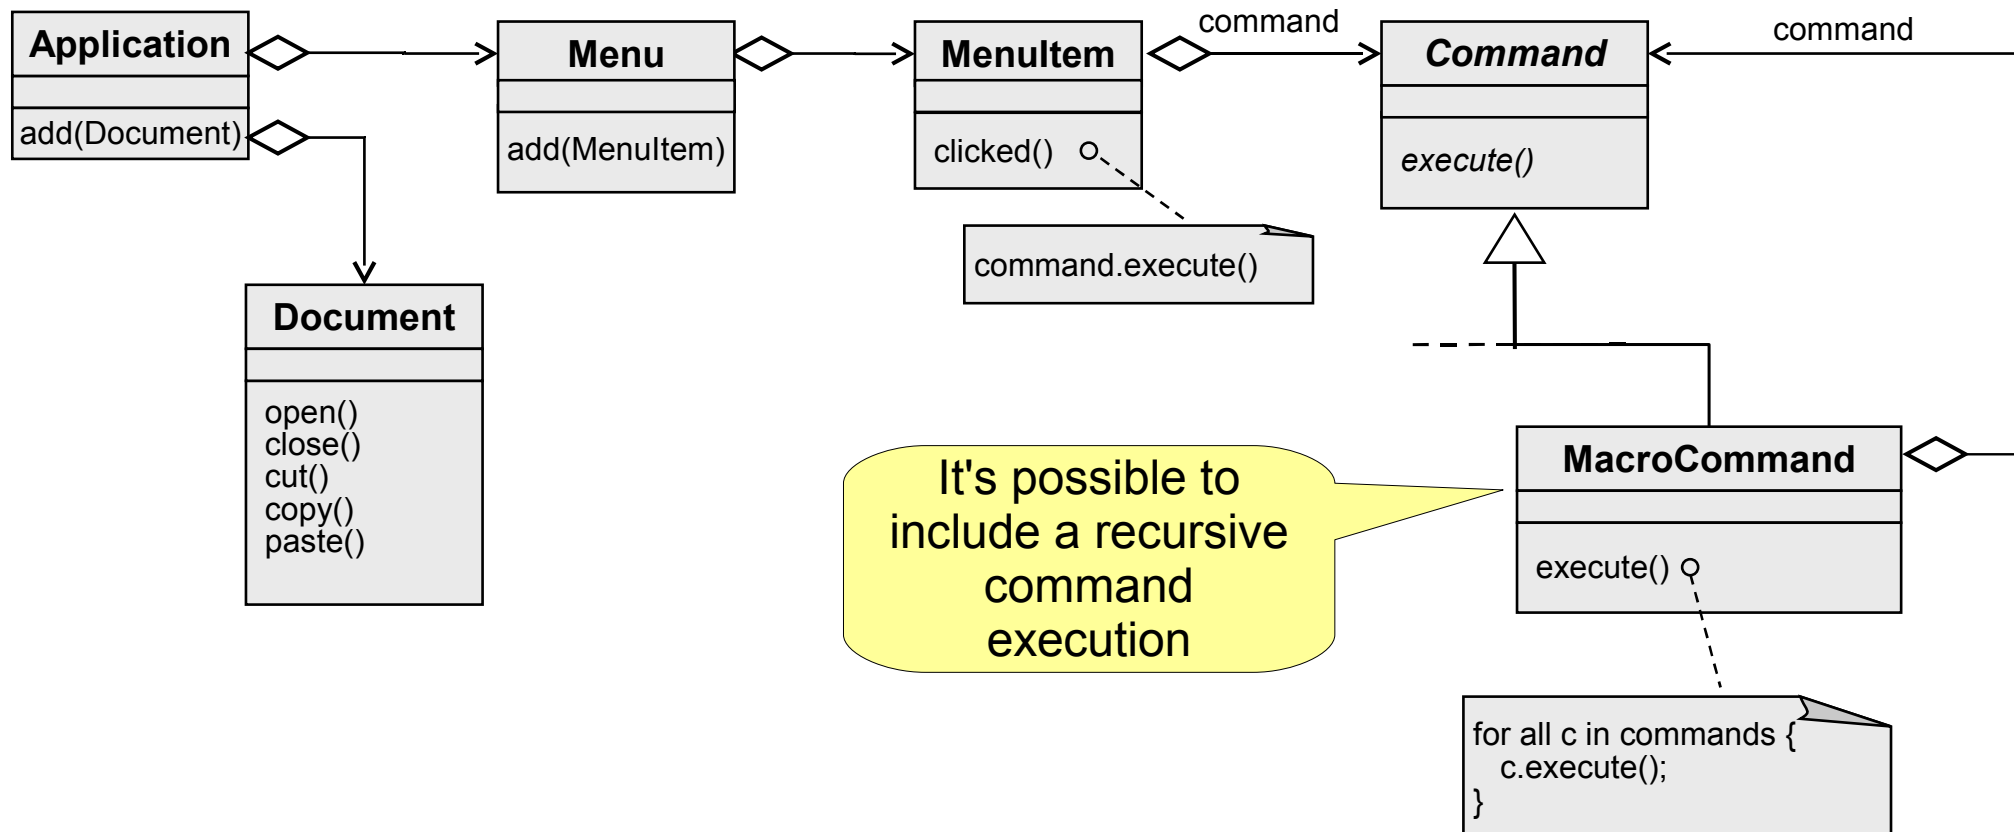 Application
add(Document)
Menu
add(MenuItem)
MenuItem
clicked()
command
Command
execute()
command
command.execute()
Document
open()
close()
cut()
copy()
paste()
It's possible to
include a recursive
command
execution
MacroCommand
execute()
for all c in commands {
c.execute();
}